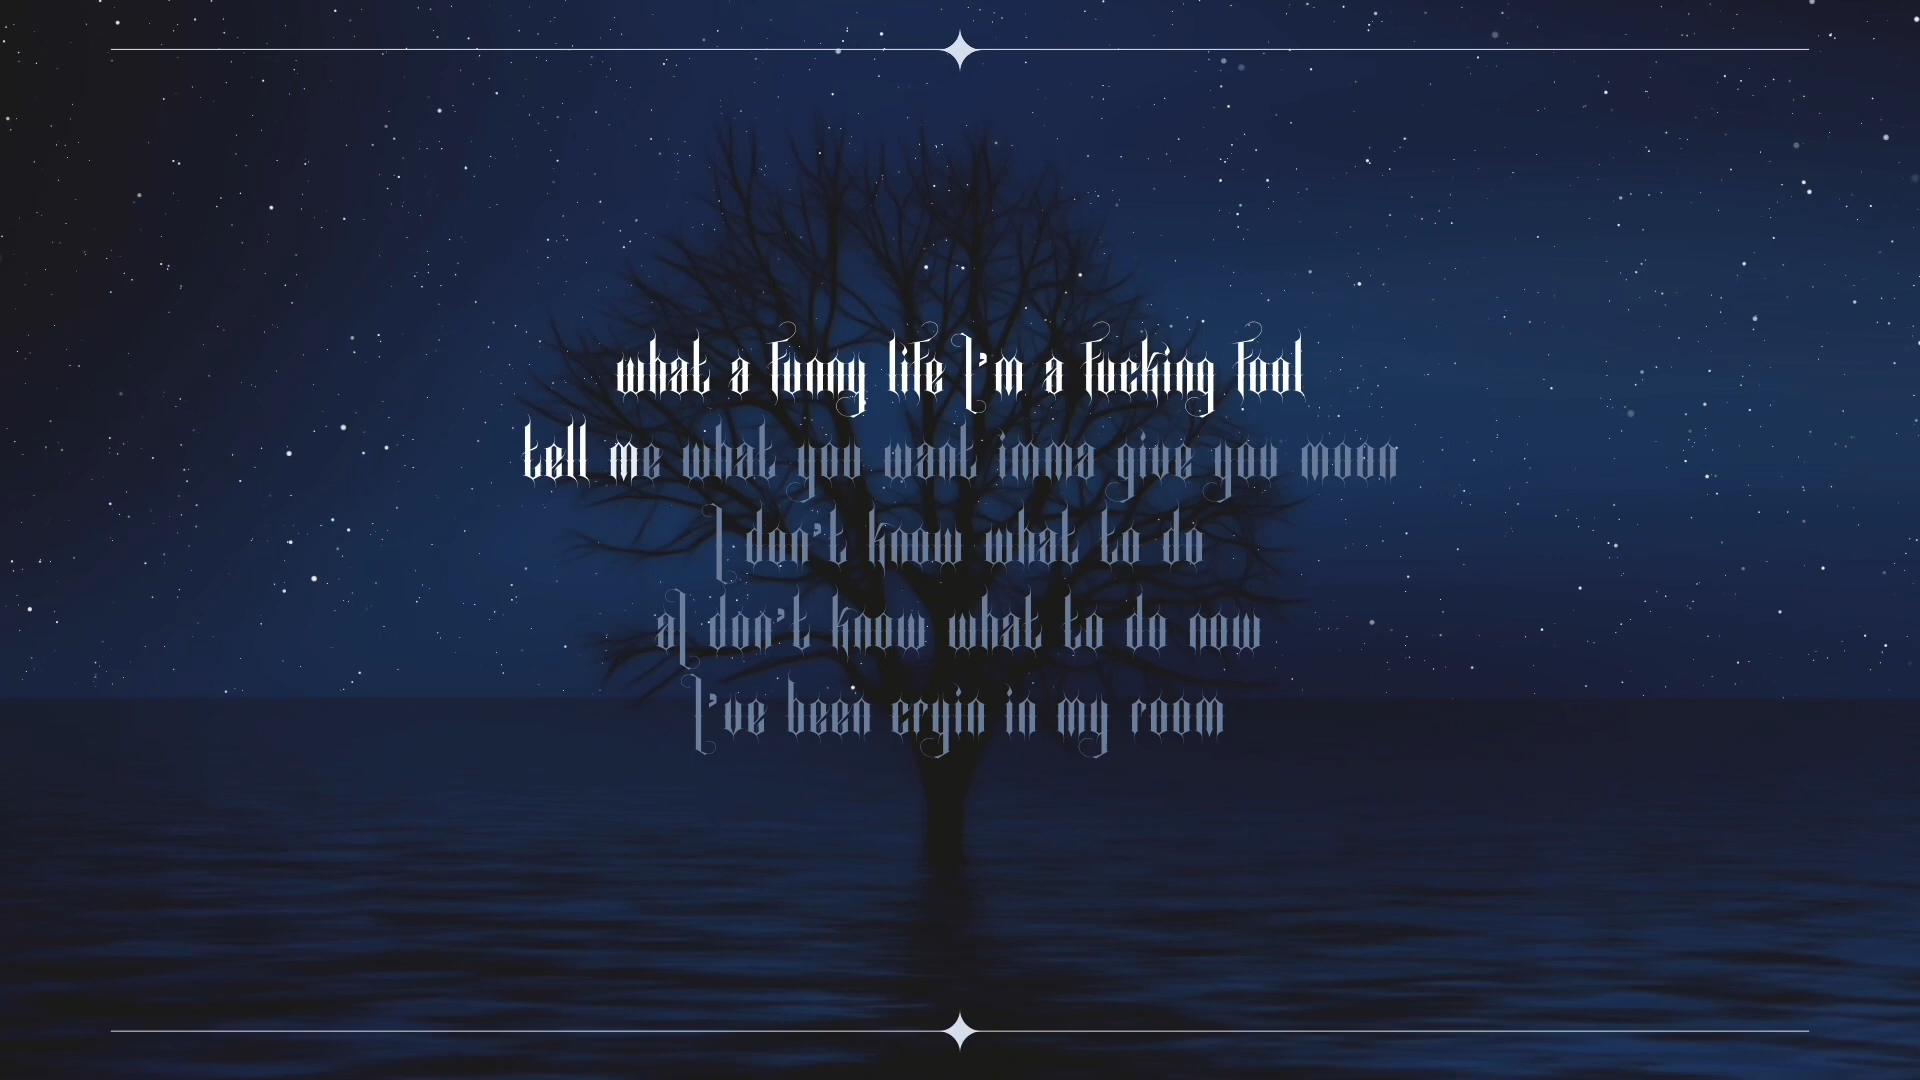 what a funny life I'm a fucking fool
tell me what you want imma give you moon
I don't know what to do
aI don't know what to do now
I've been cryin in my room